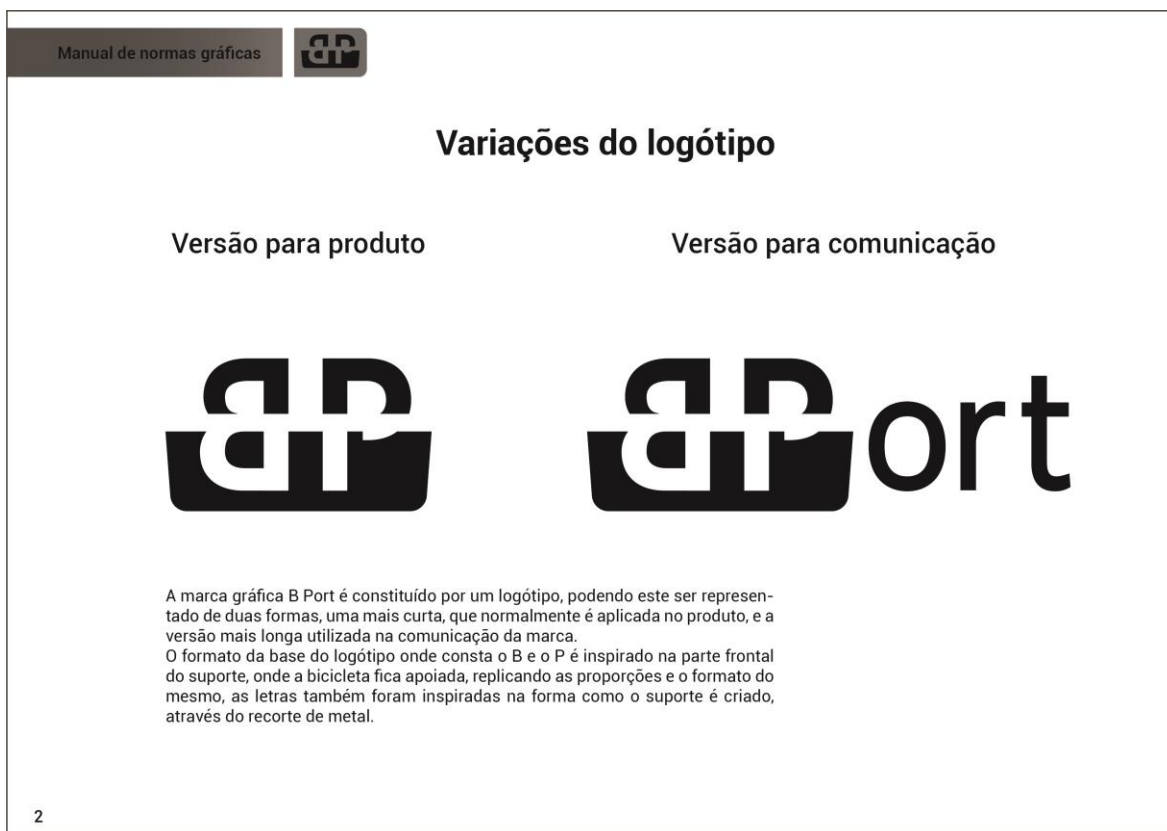 Manual de normas gráficas
BP
Variações do logótipo
Versão para produto
Versão para comunicação
BP
BPort
A marca gráfica B Port é constituído por um logótipo, podendo este ser represen-
tado de duas formas, uma mais curta, que normalmente é aplicada no produto, e a
versão mais longa utilizada na comunicação da marca.
O formato da base do logótipo onde consta o B e o P é inspirado na parte frontal
do suporte, onde a bicicleta fica apoiada, replicando as proporções e o formato do
mesmo, as letras também foram inspiradas na forma como o suporte é criado,
através do recorte de metal.
2